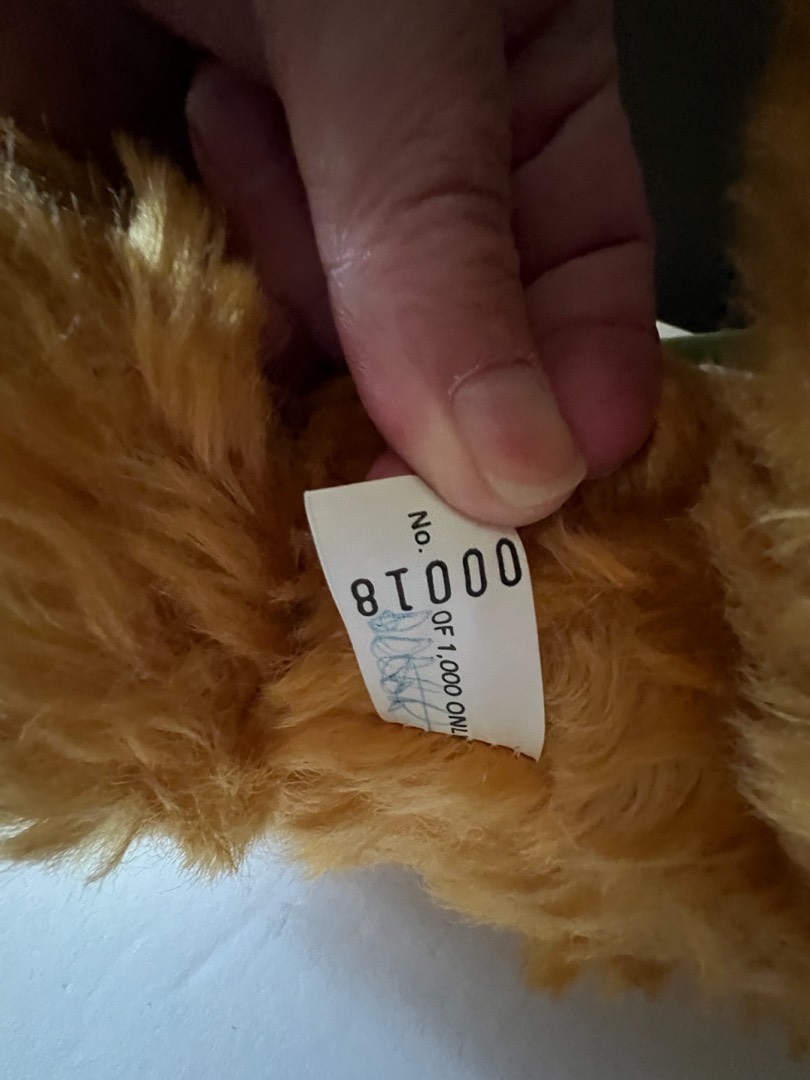 No.
00018
OF 1,000 ONL